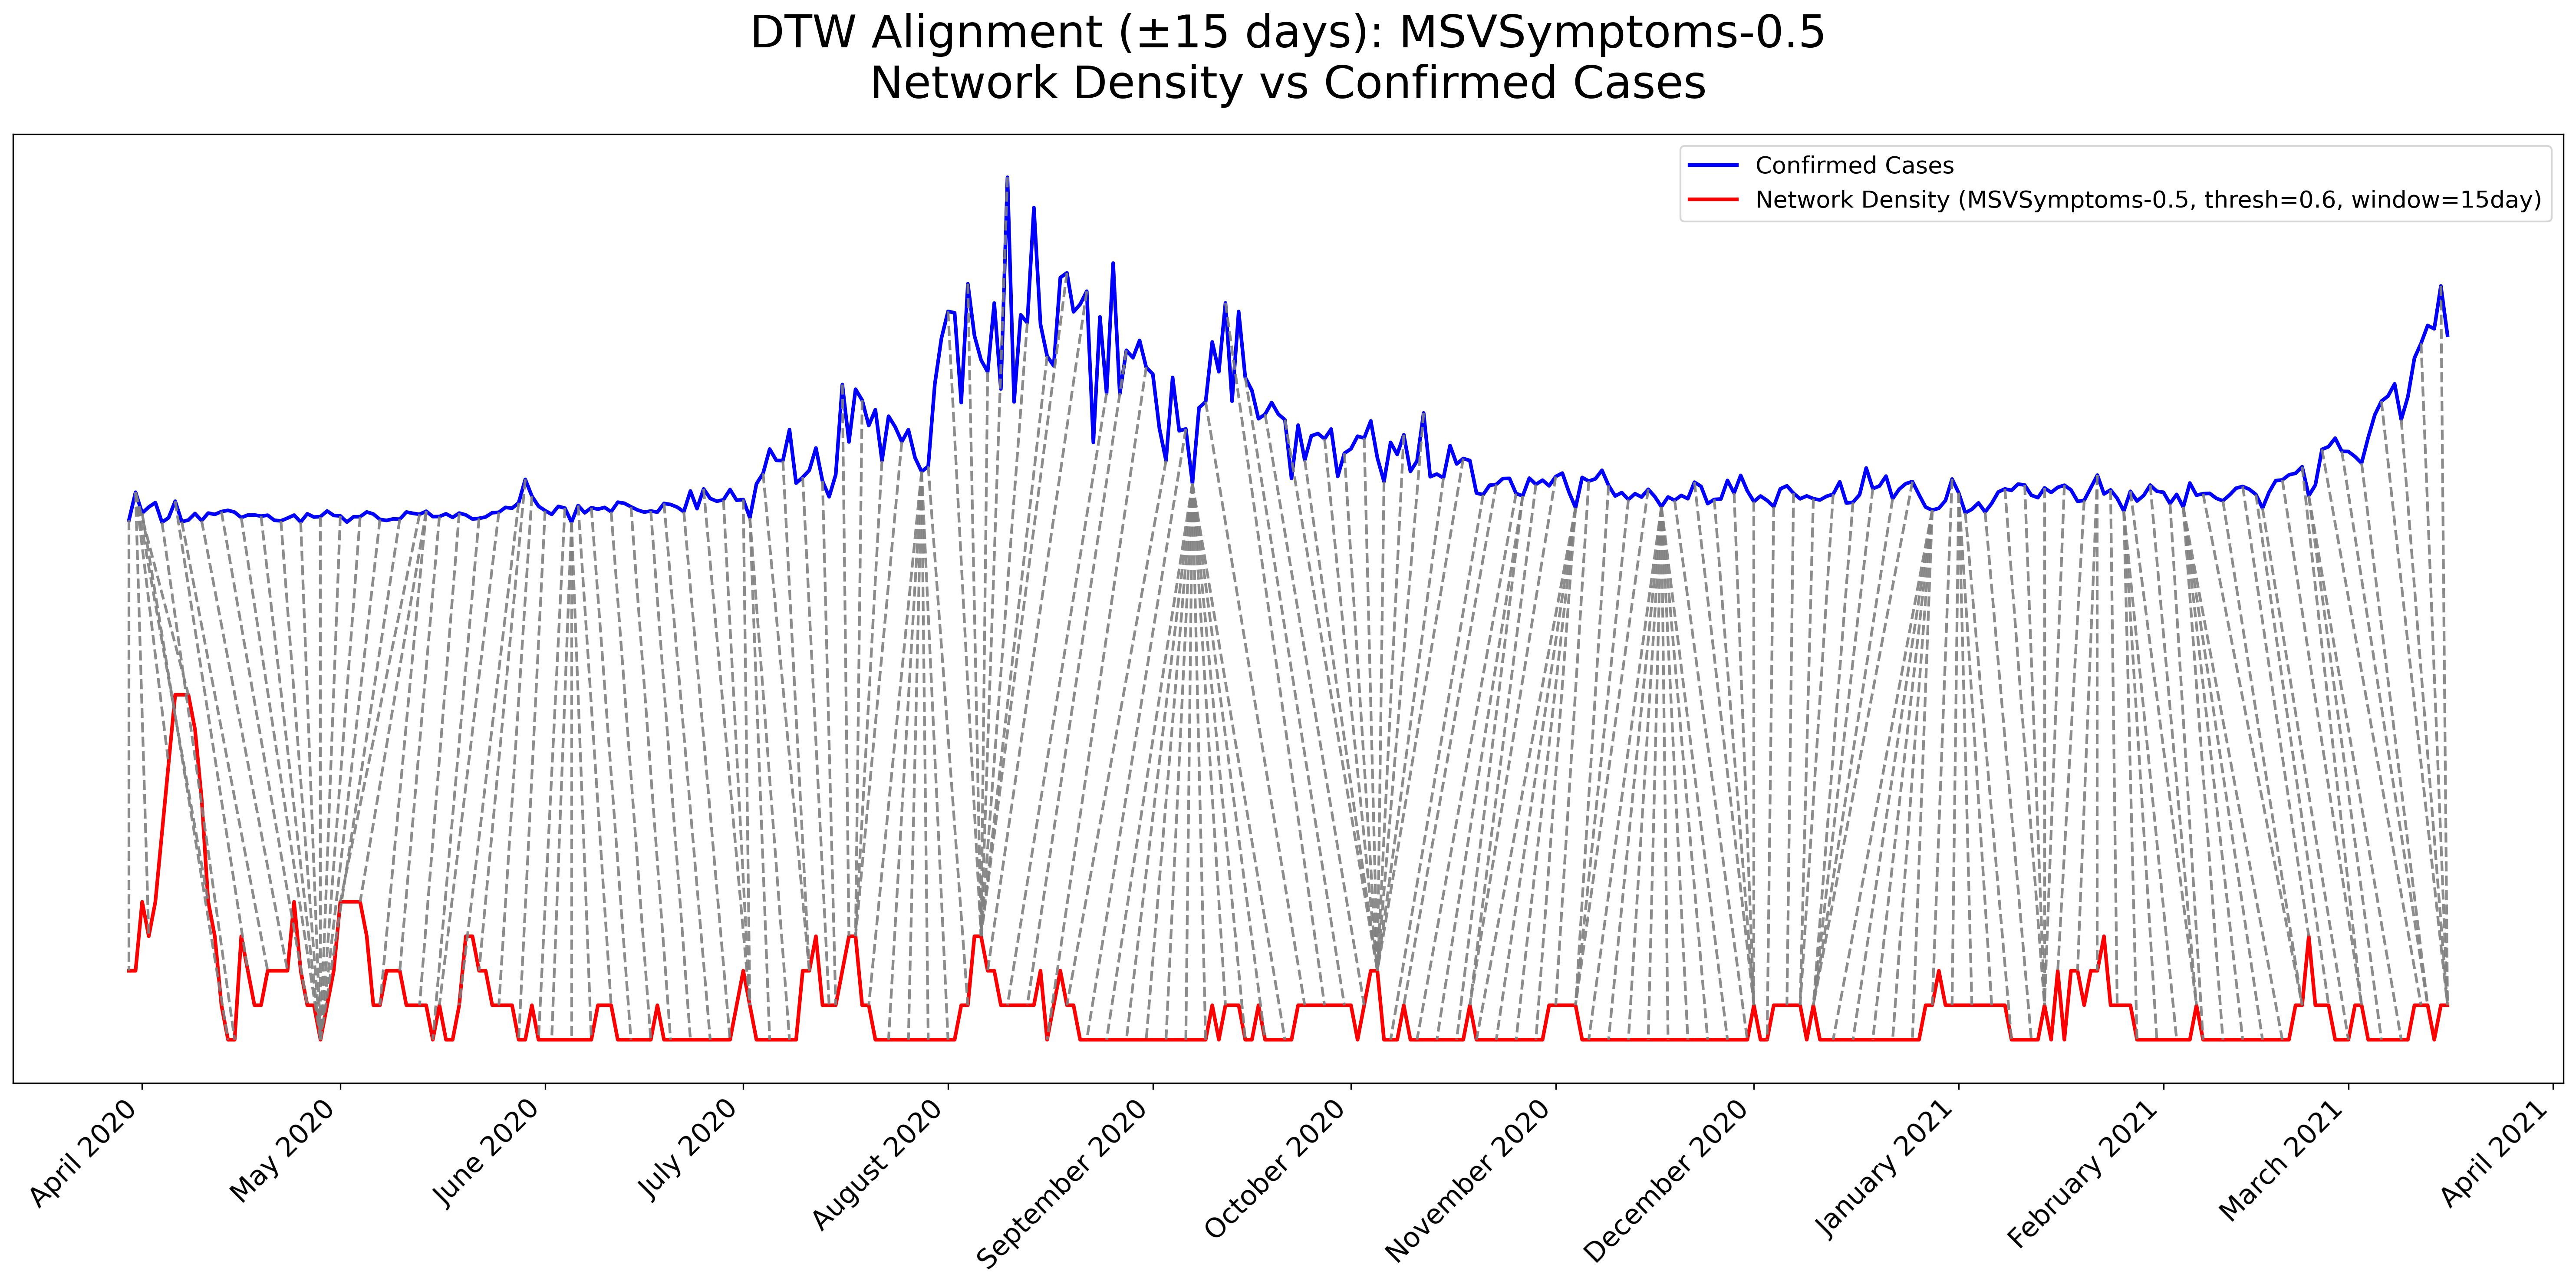 DTW Alignment (±15 days): MSVSymptoms-0.5
Network Density vs Confirmed Cases
Confirmed Cases
Network Density (MSVSymptoms-0.5, thresh=0.6, window=15day)
April 2020
May 2020
June 2020
July 2020
August 2020
September 2020
October 2020
November 2020
December 2020
January 2021
February 2021
March 2021
April 2021